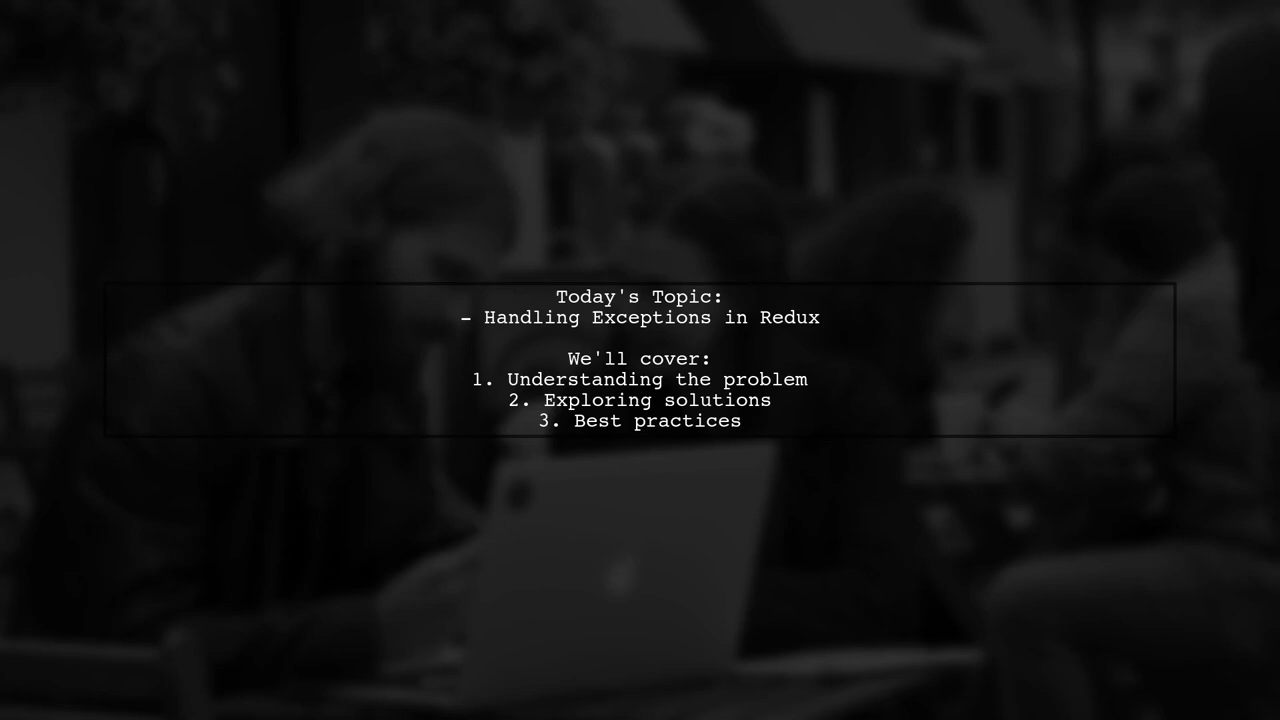 Today's Topic:
– Handling Exceptions in Redux
We'll cover:
1. Understanding the problem
2. Exploring solutions
3. Best practices